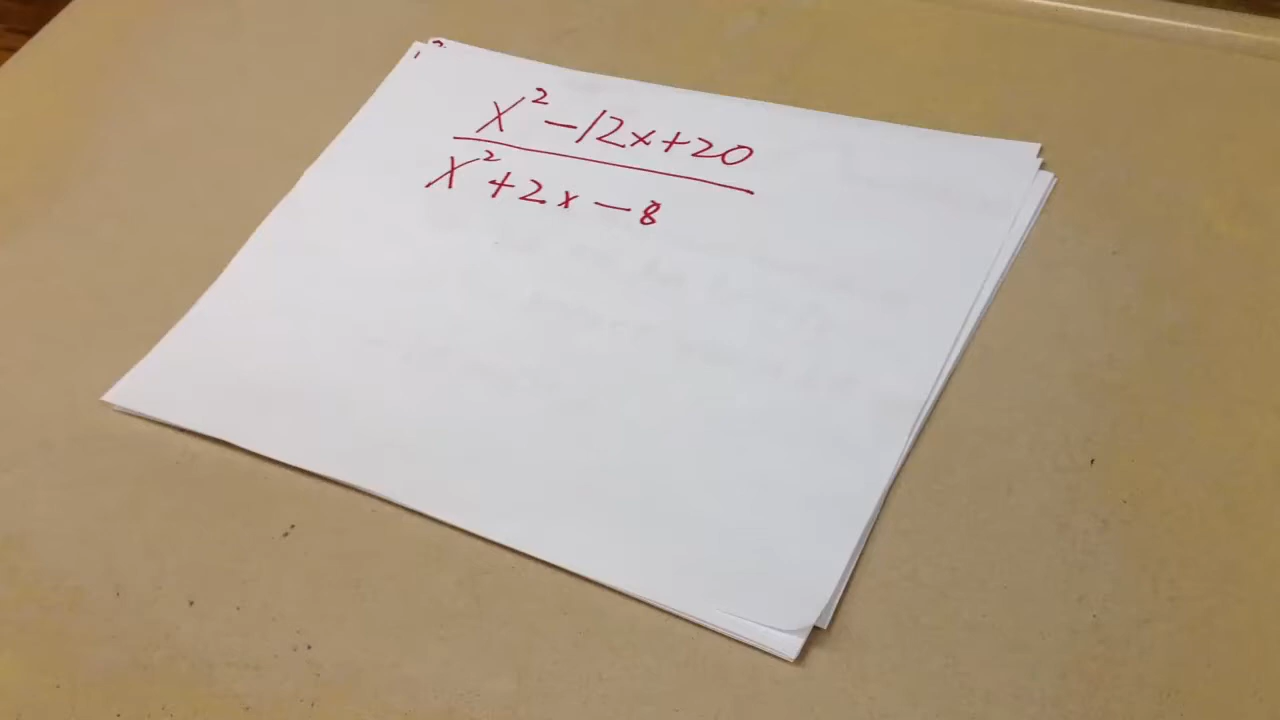 x² - 12x + 20
x² + 2x - 8